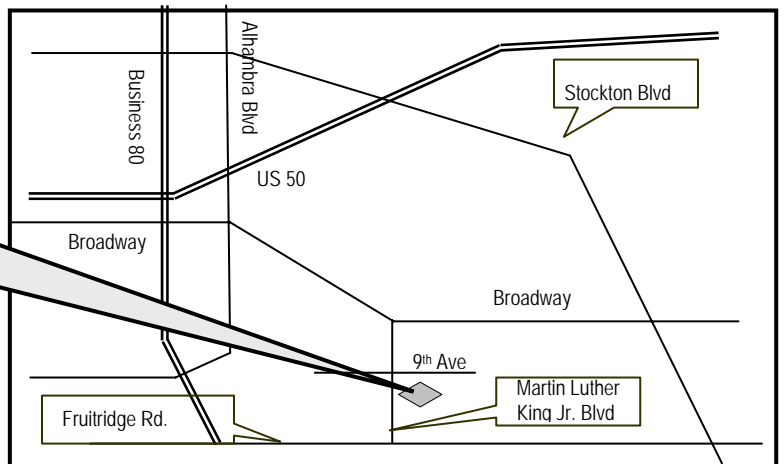 Alhambra Blvd
Business 80
Stockton Blvd
US 50
Broadway
Broadway
9th Ave
Martin Luther
King Jr. Blvd
Fruitridge Rd.